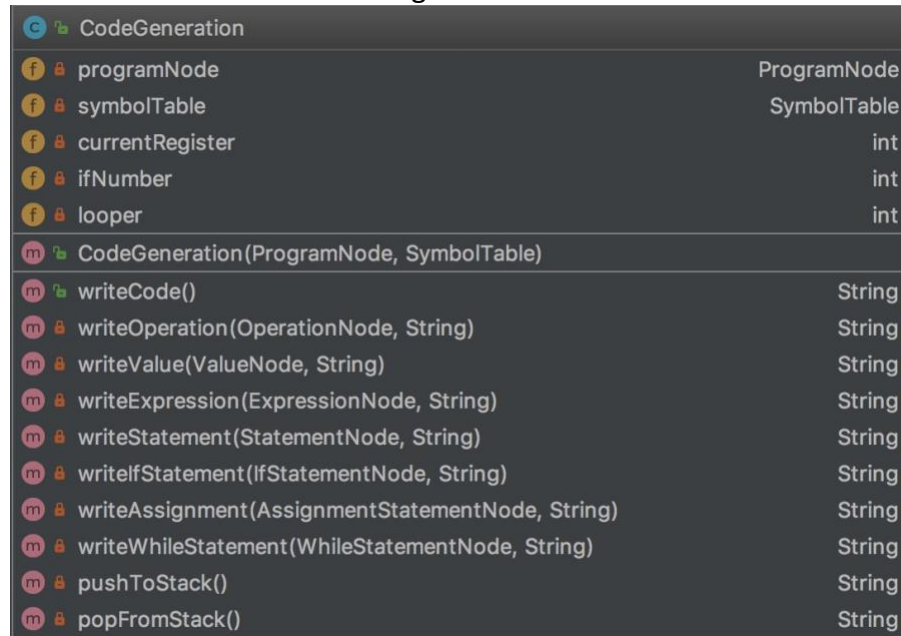 C CodeGeneration
f programNode ProgramNode
f symbolTable SymbolTable
f currentRegister int
f ifNumber int
f looper int
m CodeGeneration(ProgramNode, SymbolTable)
m writeCode() String
m writeOperation(OperationNode, String) String
m writeValue(ValueNode, String) String
m writeExpression(ExpressionNode, String) String
m writeStatement(StatementNode, String) String
m writeIfStatement(IfStatementNode, String) String
m writeAssignment(AssignmentStatementNode, String) String
m writeWhileStatement(WhileStatementNode, String) String
m pushToStack() String
m popFromStack() String